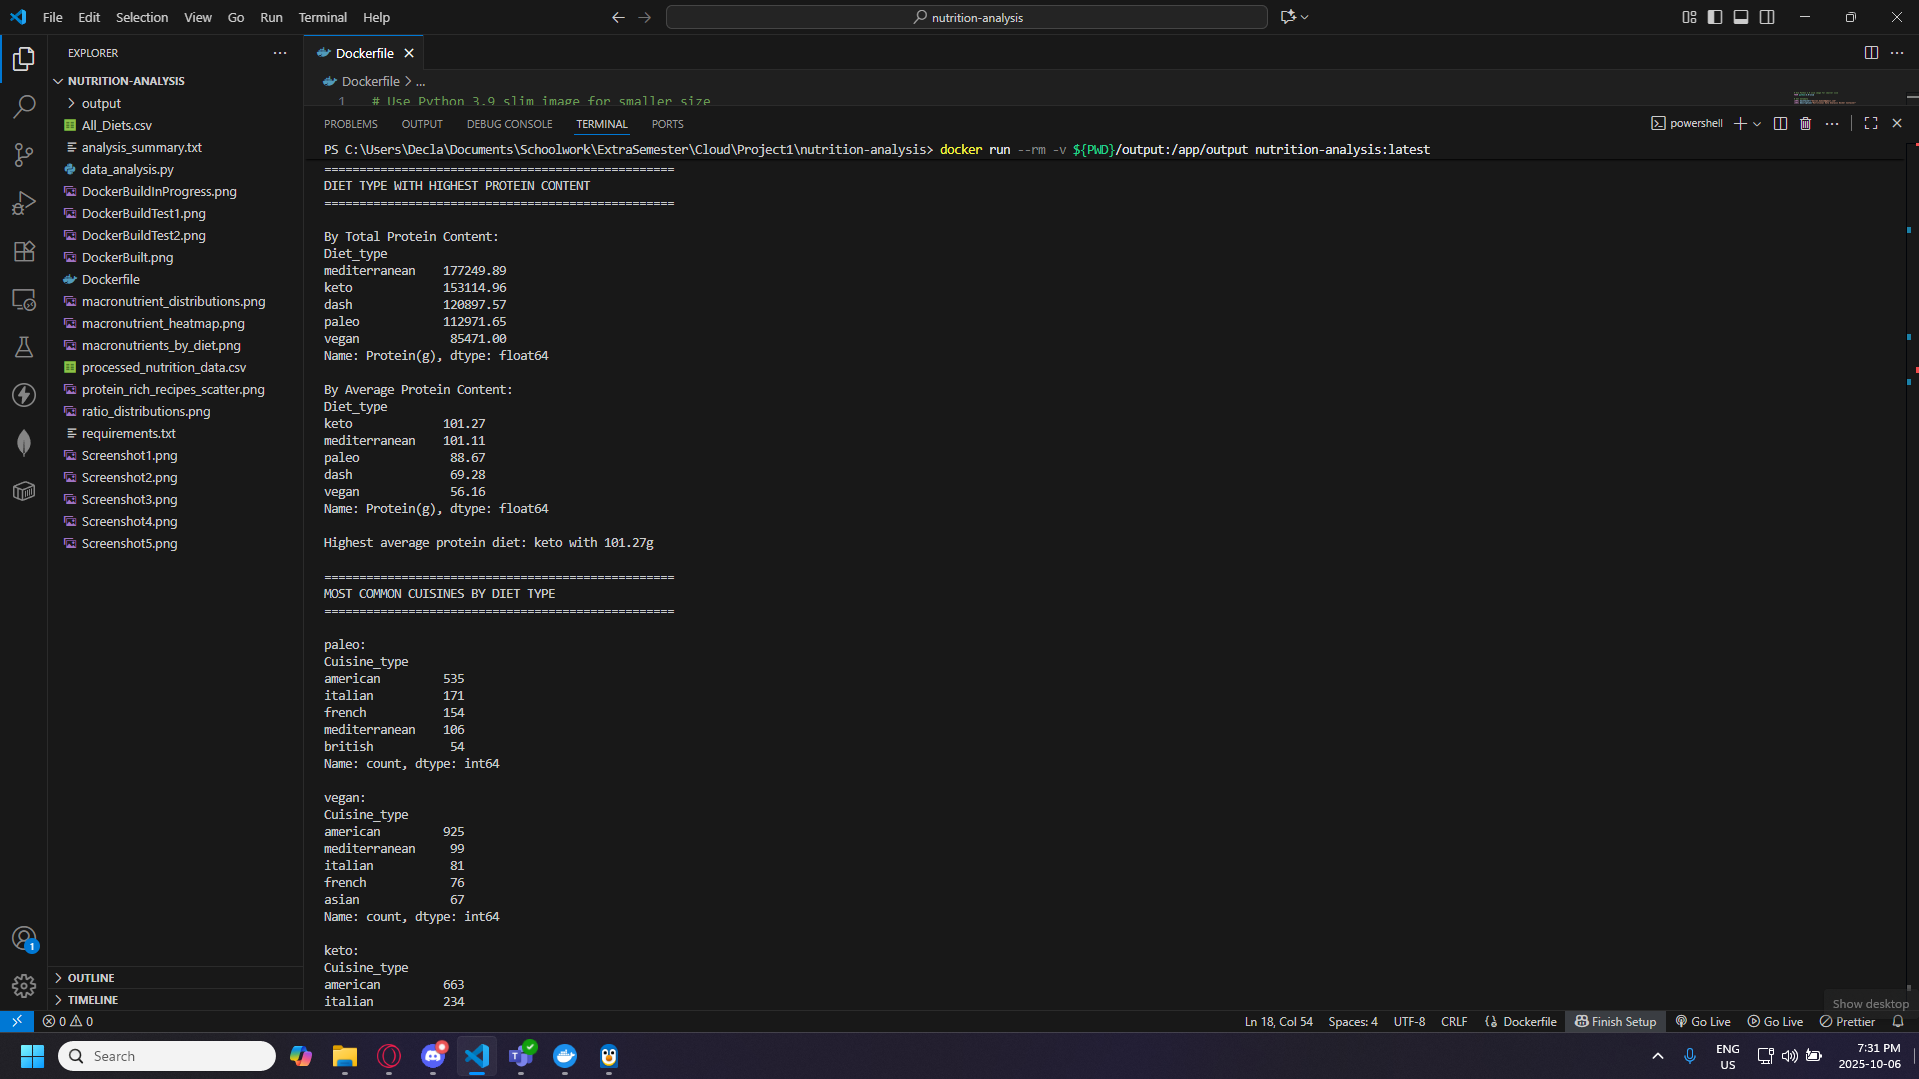 File Edit Selection View Go Run Terminal Help
nutrition-analysis
EXPLORER
NUTRITION-ANALYSIS
output
All_Diets.csv
analysis_summary.txt
data_analysis.py
DockerBuildInProgress.png
DockerBuildTest1.png
DockerBuildTest2.png
DockerBuilt.png
Dockerfile
macronutrient_distributions.png
macronutrient_heatmap.png
macronutrients_by_diet.png
processed_nutrition_data.csv
protein_rich_recipes_scatter.png
ratio_distributions.png
requirements.txt
Screenshot1.png
Screenshot2.png
Screenshot3.png
Screenshot4.png
Screenshot5.png
OUTLINE
TIMELINE
Dockerfile
Dockerfile > ...
1 # Use Python 3.9 slim image for smaller size
PROBLEMS OUTPUT DEBUG CONSOLE TERMINAL PORTS
powershell
PS C:\Users\Decla\Documents\Schoolwork\ExtraSemester\Cloud\Project1\nutrition-analysis> docker run --rm -v ${PWD}/output:/app/output nutrition-analysis:latest
==================================================
DIET TYPE WITH HIGHEST PROTEIN CONTENT
==================================================
By Total Protein Content:
Diet_type
mediterranean 177249.89
keto 153114.96
dash 120897.57
paleo 112971.65
vegan 85471.00
Name: Protein(g), dtype: float64
By Average Protein Content:
Diet_type
keto 101.27
mediterranean 101.11
paleo 88.67
dash 69.28
vegan 56.16
Name: Protein(g), dtype: float64
Highest average protein diet: keto with 101.27g
==================================================
MOST COMMON CUISINES BY DIET TYPE
==================================================
paleo:
Cuisine_type
american 535
italian 171
french 154
mediterranean 106
british 54
Name: count, dtype: int64
vegan:
Cuisine_type
american 925
mediterranean 99
italian 81
french 76
asian 67
Name: count, dtype: int64
keto:
Cuisine_type
american 663
italian 234
Show desktop
0 0
Ln 18, Col 54 Spaces: 4 UTF-8 CRLF Dockerfile Finish Setup Go Live Go Live Prettier
1
Search
ENG
US
7:31 PM
2025-10-06